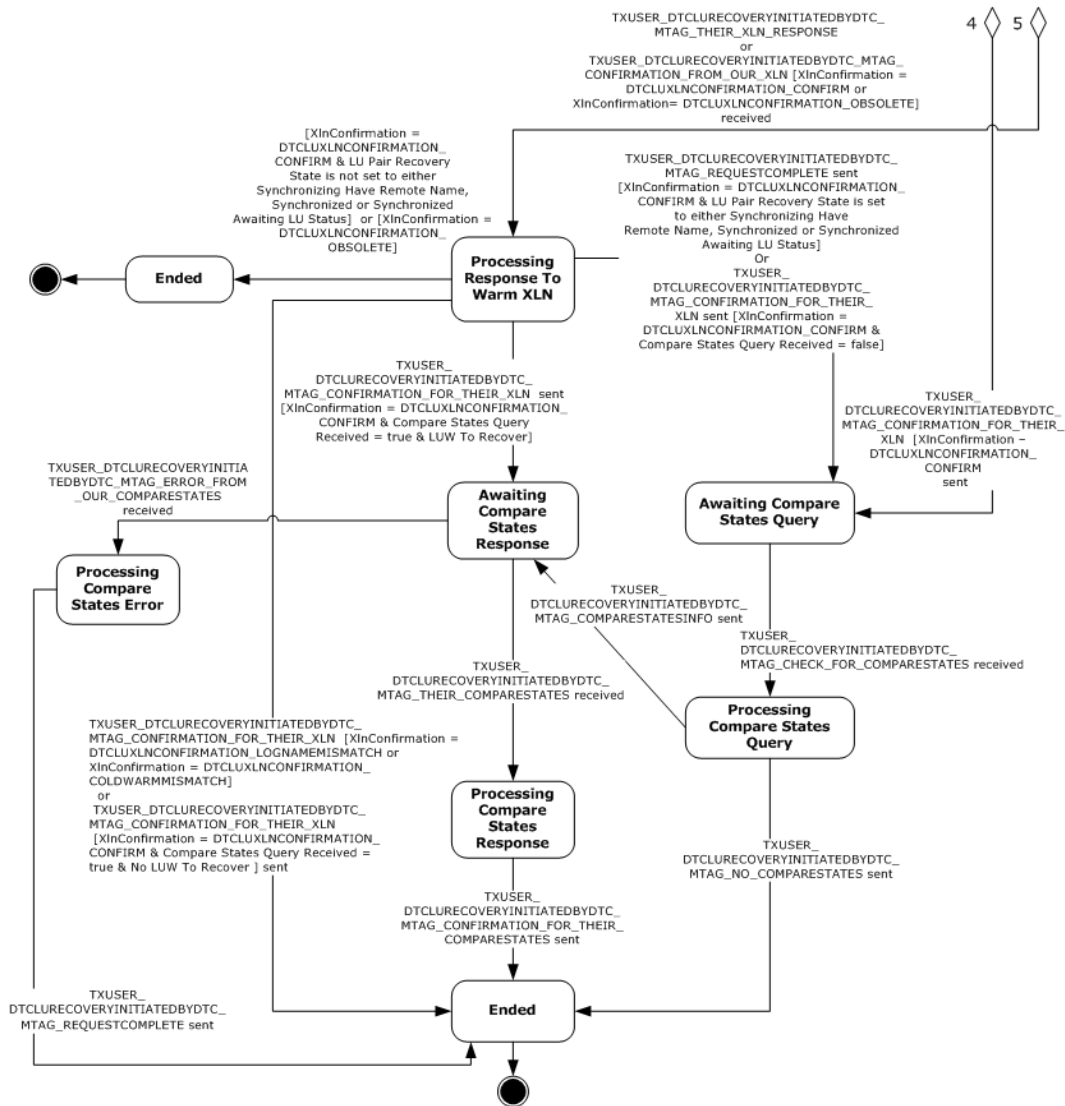 TXUSER_DTCLURECOVERYINITIATEDBYDTC_
MTAG_THEIR_XLN_RESPONSE
or
TXUSER_DTCLURECOVERYINITIATEDBYDTC_MTAG_
CONFIRMATION_FROM_OUR_XLN [XlnConfirmation =
DTCLUXLNCONFIRMATION_CONFIRM or
XlnConfirmation= DTCLUXLNCONFIRMATION_OBSOLETE]
received
4
5
[XlnConfirmation =
DTCLUXLNCONFIRMATION_
CONFIRM & LU Pair Recovery
State is not set to either
Synchronizing Have Remote Name,
Synchronized or Synchronized
Awaiting LU Status]  or [XlnConfirmation =
DTCLUXLNCONFIRMATION_
OBSOLETE]
TXUSER_DTCLURECOVERYINITIATEDBYDTC_
MTAG_REQUESTCOMPLETE sent
[XlnConfirmation = DTCLUXLNCONFIRMATION_
CONFIRM & LU Pair Recovery State is set
to either Synchronizing Have
Remote Name, Synchronized or Synchronized
Awaiting LU Status]
Or
TXUSER_
DTCLURECOVERYINITIATEDBYDTC_
MTAG_CONFIRMATION_FOR_THEIR_
XLN sent [XlnConfirmation =
DTCLUXLNCONFIRMATION_CONFIRM &
Compare States Query Received = false]
Ended
Processing
Response To
Warm XLN
TXUSER_
DTCLURECOVERYINITIATEDBYDTC_
MTAG_CONFIRMATION_FOR_THEIR_XLN  sent
[XlnConfirmation = DTCLUXLNCONFIRMATION_
CONFIRM & Compare States Query
Received = true & LUW To Recover]
TXUSER_
DTCLURECOVERYINITIATEDBYDTC_
MTAG_CONFIRMATION_FOR_THEIR_
XLN  [XlnConfirmation –
DTCLUXLNCONFIRMATION_
CONFIRM
sent
TXUSER_DTCLURECOVERYINITIA
TEDBYDTC_MTAG_ERROR_FROM
_OUR_COMPARESTATES
received
Awaiting
Compare
States
Response
Awaiting Compare
States Query
Processing
Compare
States Error
TXUSER_
DTCLURECOVERYINITIATEDBYDTC_
MTAG_COMPARESTATESINFO sent
TXUSER_
DTCLURECOVERYINITIATEDBYDTC_
MTAG_CHECK_FOR_COMPARESTATES received
TXUSER_
DTCLURECOVERYINITIATEDBYDTC_
MTAG_THEIR_COMPARESTATES received
Processing
Compare States
Query
TXUSER_DTCLURECOVERYINITIATEDBYDTC_
MTAG_CONFIRMATION_FOR_THEIR_XLN  [XlnConfirmation =
DTCLUXLNCONFIRMATION_LOGNAMEMISMATCH or
XlnConfirmation = DTCLUXLNCONFIRMATION_
COLDWARMMISMATCH]
or
TXUSER_DTCLURECOVERYINITIATEDBYDTC_
MTAG_CONFIRMATION_FOR_THEIR_XLN
[XlnConfirmation = DTCLUXLNCONFIRMATION_
CONFIRM & Compare States Query Received =
true & No LUW To Recover ] sent
Processing
Compare
States
Response
TXUSER_
DTCLURECOVERYINITIATEDBYDTC_
MTAG_NO_COMPARESTATES sent
TXUSER_
DTCLURECOVERYINITIATEDBYDTC_
MTAG_CONFIRMATION_FOR_THEIR_
COMPARESTATES sent
TXUSER_
DTCLURECOVERYINITIATEDBYDTC_
MTAG_REQUESTCOMPLETE sent
Ended